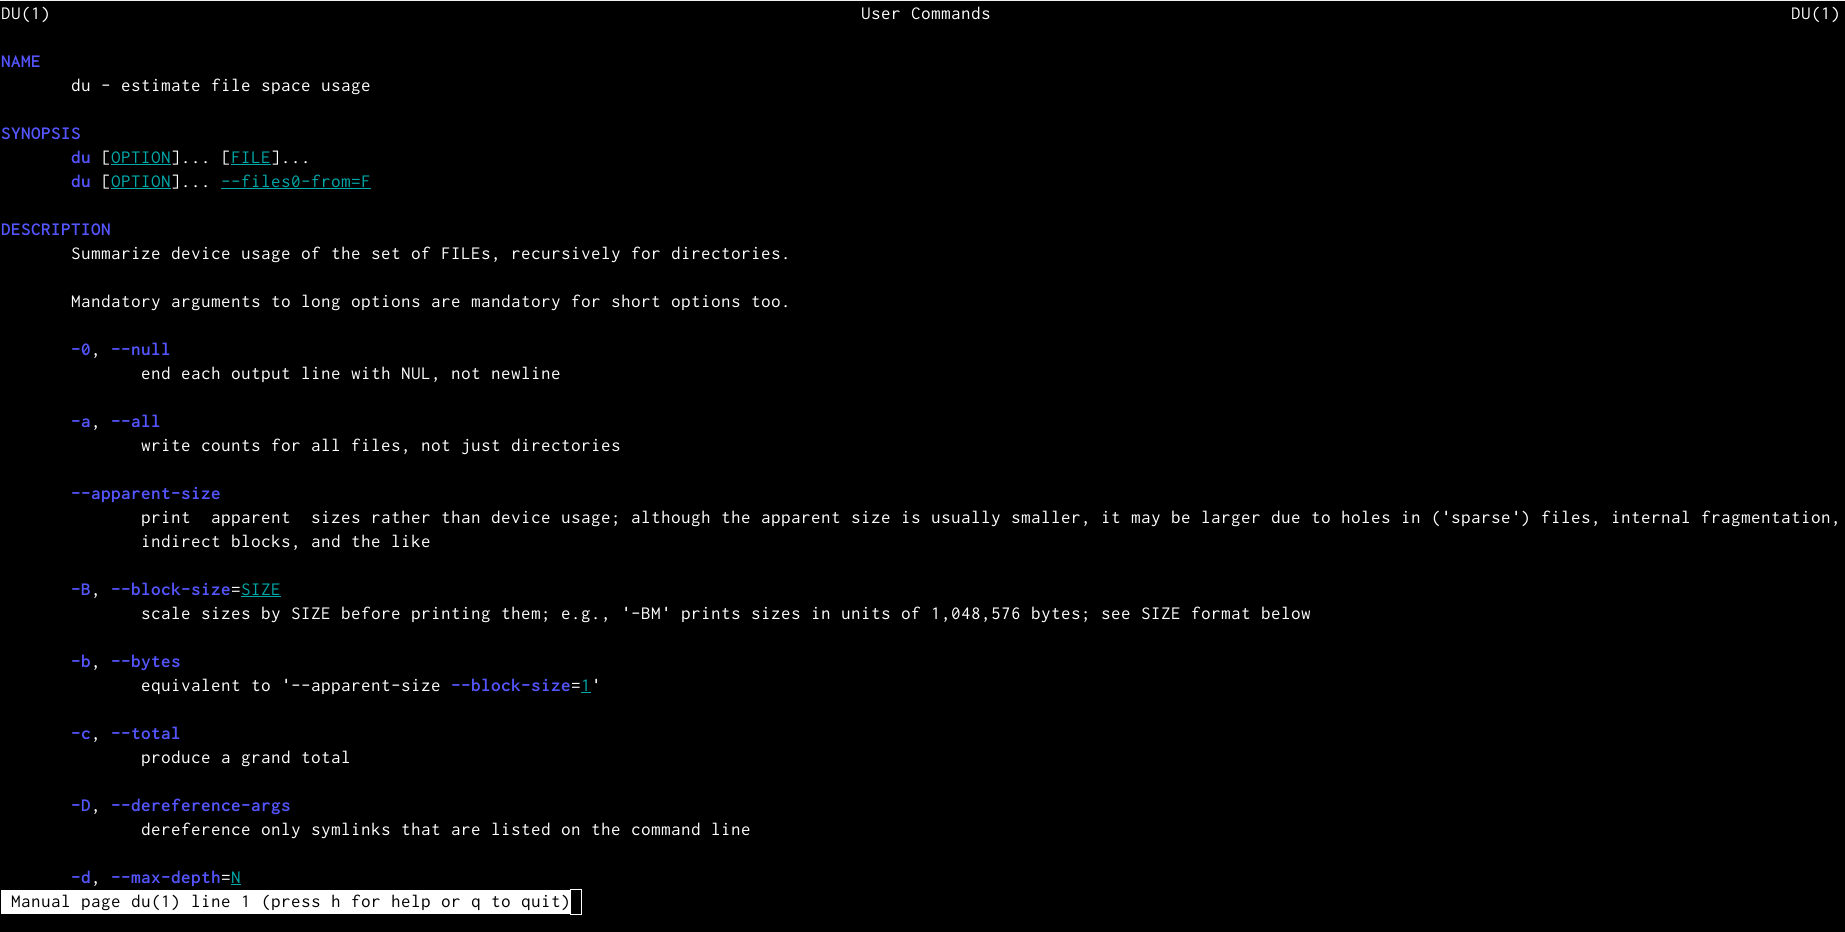 DU(1) User Commands DU(1)
NAME
du - estimate file space usage
SYNOPSIS
du [OPTION]... [FILE]...
du [OPTION]... --files0-from=F
DESCRIPTION
Summarize device usage of the set of FILEs, recursively for directories.
Mandatory arguments to long options are mandatory for short options too.
-0, --null
end each output line with NUL, not newline
-a, --all
write counts for all files, not just directories
--apparent-size
print  apparent  sizes rather than device usage; although the apparent size is usually smaller, it may be larger due to holes in ('sparse') files, internal fragmentation,
indirect blocks, and the like
-B, --block-size=SIZE
scale sizes by SIZE before printing them; e.g., '-BM' prints sizes in units of 1,048,576 bytes; see SIZE format below
-b, --bytes
equivalent to '--apparent-size --block-size=1'
-c, --total
produce a grand total
-D, --dereference-args
dereference only symlinks that are listed on the command line
-d, --max-depth=N
Manual page du(1) line 1 (press h for help or q to quit)